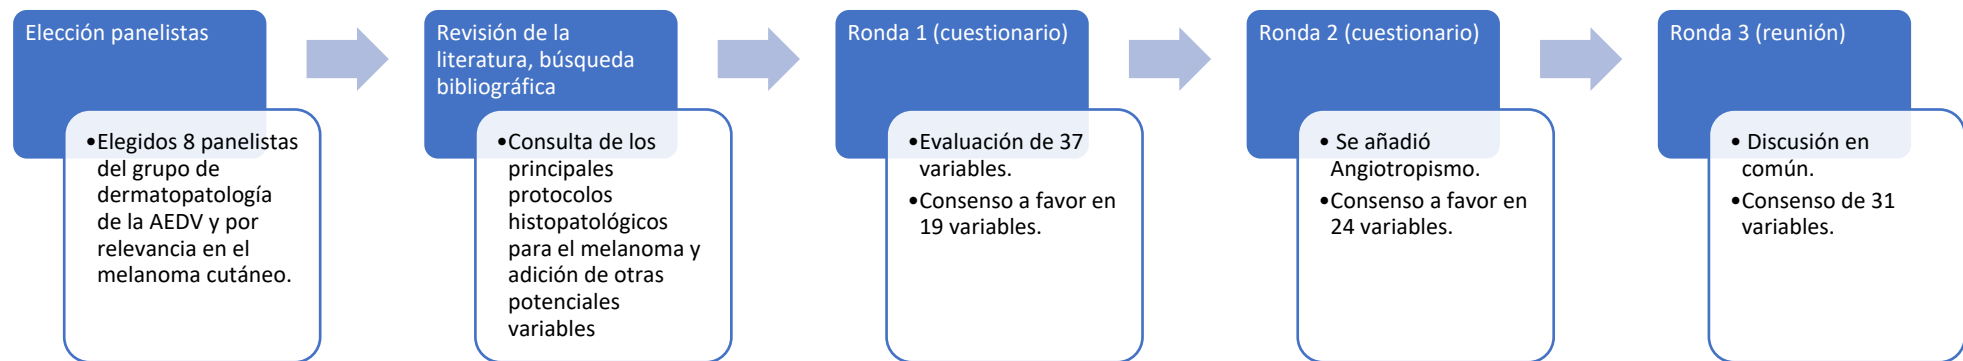 Elección panelistas
•Elegidos 8 panelistas
del grupo de
dermatopatología
de la AEDV y por
relevancia en el
melanoma cutáneo.
Revisión de la
literatura, búsqueda
bibliográfica
•Consulta de los
principales
protocolos
histopatológicos
para el melanoma y
adición de otras
potenciales
variables
Ronda 1 (cuestionario)
•Evaluación de 37
variables.
•Consenso a favor en
19 variables.
Ronda 2 (cuestionario)
• Se añadió
Angiotropismo.
•Consenso a favor en
24 variables.
Ronda 3 (reunión)
• Discusión en
común.
•Consenso de 31
variables.